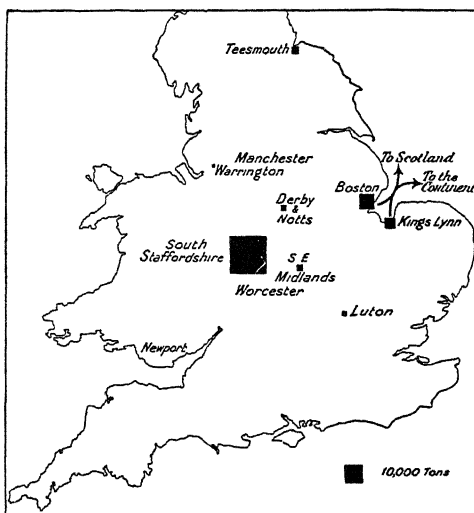 Teesmouth
To Scotland
Manchester
Warrington
To the
Continent
Boston
Derby
&
Notts
Kings Lynn
South
Staffordshire
S E
Midlands
Worcester
Luton
Newport
10,000 Tons